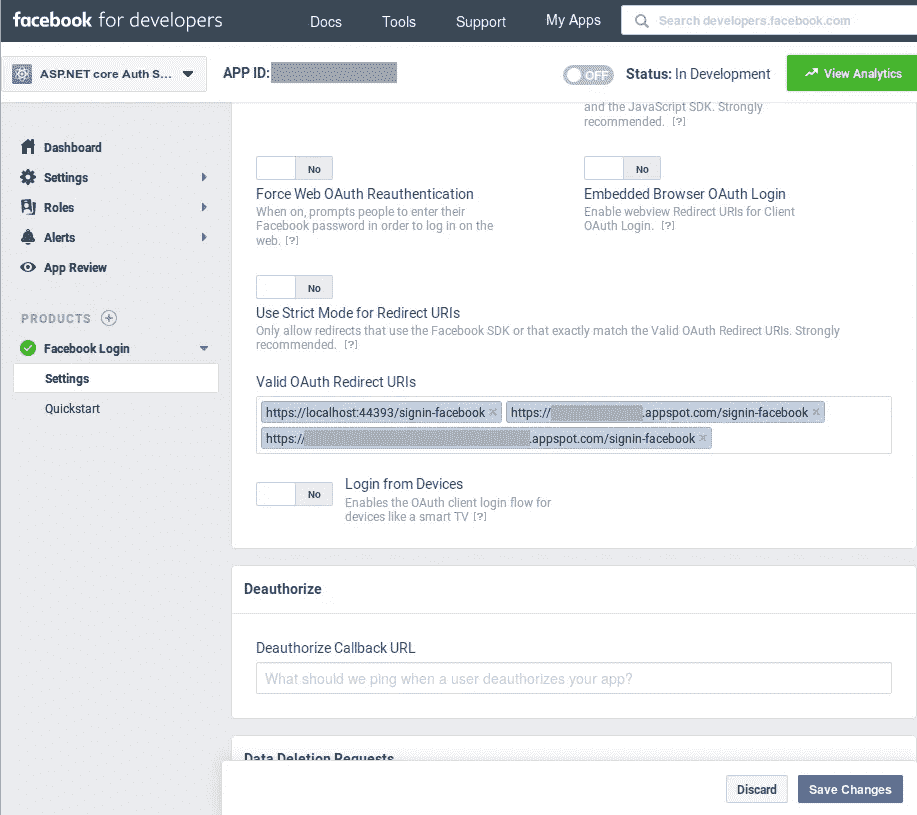 facebook for developers
Docs
Tools
Support
My Apps
Search developers.facebook.com
ASP.NET core Auth S...
APP ID:
OFF
Status: In Development
View Analytics
Dashboard
Settings
Roles
Alerts
App Review
PRODUCTS
Facebook Login
Settings
Quickstart
and the JavaScript SDK. Strongly
recommended. [?]
No
Force Web OAuth Reauthentication
When on, prompts people to enter their
Facebook password in order to log in on the
web. [?]
No
Embedded Browser OAuth Login
Enable webview Redirect URIs for Client
OAuth Login. [?]
No
Use Strict Mode for Redirect URIs
Only allow redirects that use the Facebook SDK or that exactly match the Valid OAuth Redirect URIs. Strongly
recommended. [?]
Valid OAuth Redirect URIs
https://localhost:44393/signin-facebook × https:// .appspot.com/signin-facebook ×
https:// .appspot.com/signin-facebook ×
No
Login from Devices
Enables the OAuth client login flow for
devices like a smart TV [?]
Deauthorize
Deauthorize Callback URL
What should we ping when a user deauthorizes your app?
Data Deletion Requests
Discard
Save Changes